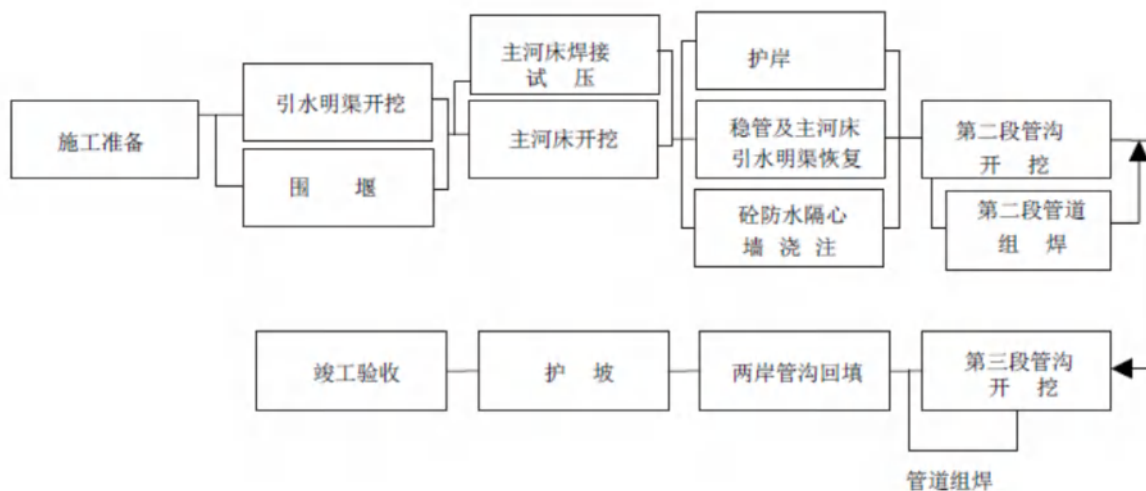 施工准备
引水明渠开挖
围 堰
主河床焊接
试 压
主河床开挖
护岸
稳管及主河床
引水明渠恢复
砼防水隔心
墙 浇 注
第二段管沟
开 挖
第二段管道
组 焊
竣工验收
护 坡
两岸管沟回填
第三段管沟
开 挖
管道组焊